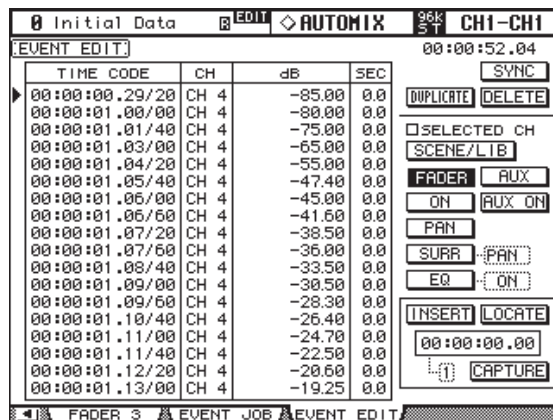 0 Initial Data R EDIT ◇AUTOMIX 96k ST CH1-CH1
EVENT EDIT 00:00:52.04
TIME CODE CH dB SEC SYNC
00:00:00.29/20 CH 4 -85.00 0.0 DUPLICATE DELETE
00:00:01.00/00 CH 4 -80.00 0.0
00:00:01.01/40 CH 4 -75.00 0.0 SELECTED CH
00:00:01.03/00 CH 4 -65.00 0.0 SCENE/LIB
00:00:01.04/20 CH 4 -55.00 0.0
00:00:01.05/40 CH 4 -47.40 0.0 FADER AUX
00:00:01.06/00 CH 4 -45.00 0.0 ON AUX ON
00:00:01.06/60 CH 4 -41.60 0.0
00:00:01.07/20 CH 4 -38.50 0.0 PAN
00:00:01.07/60 CH 4 -36.00 0.0 SURR PAN
00:00:01.08/40 CH 4 -33.50 0.0
00:00:01.09/00 CH 4 -30.50 0.0 EQ ON
00:00:01.09/60 CH 4 -28.30 0.0
00:00:01.10/40 CH 4 -26.40 0.0 INSERT LOCATE
00:00:01.11/00 CH 4 -24.70 0.0 00:00:00.00
00:00:01.11/40 CH 4 -22.50 0.0
00:00:01.12/20 CH 4 -20.60 0.0 1 CAPTURE
00:00:01.13/00 CH 4 -19.25 0.0
FADER 3 EVENT JOB EVENT EDIT